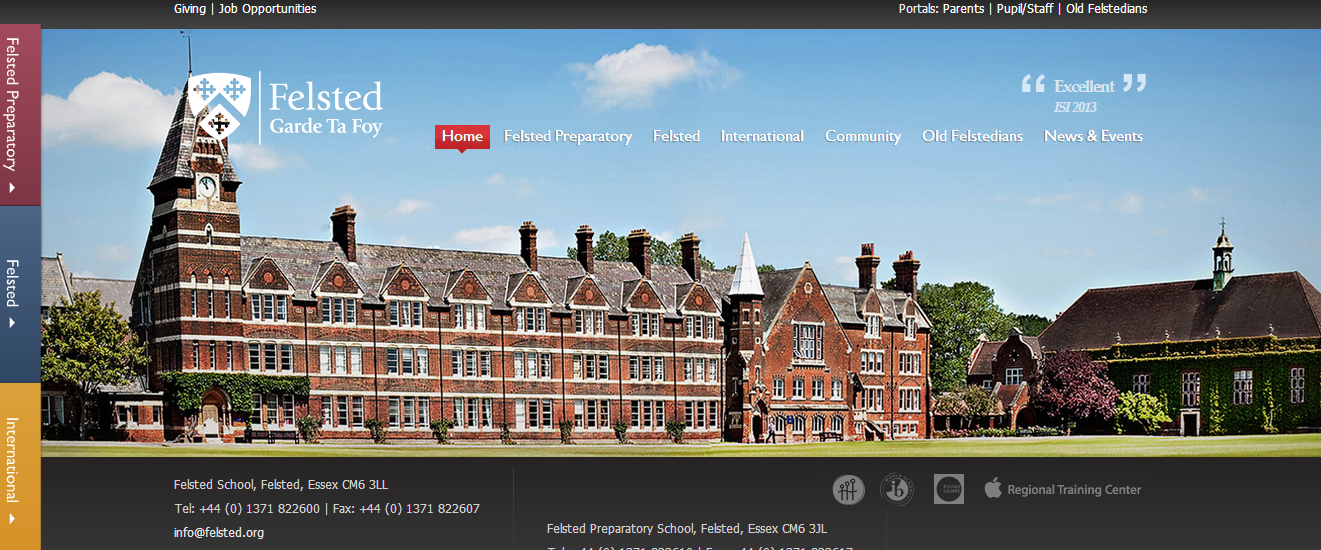 Giving | Job Opportunities
Portals: Parents | Pupil/Staff | Old Felstedians
Felsted Preparatory
Felsted
International
Felsted
Garde Ta Foy
“ Excellent ”
ISI 2013
Home Felsted Preparatory Felsted International Community Old Felstedians News & Events
Felsted School, Felsted, Essex CM6 3LL
Tel: +44 (0) 1371 822600 | Fax: +44 (0) 1371 822607
info@felsted.org
ib
ROUND SQUARE
Regional Training Center
Felsted Preparatory School, Felsted, Essex CM6 3JL